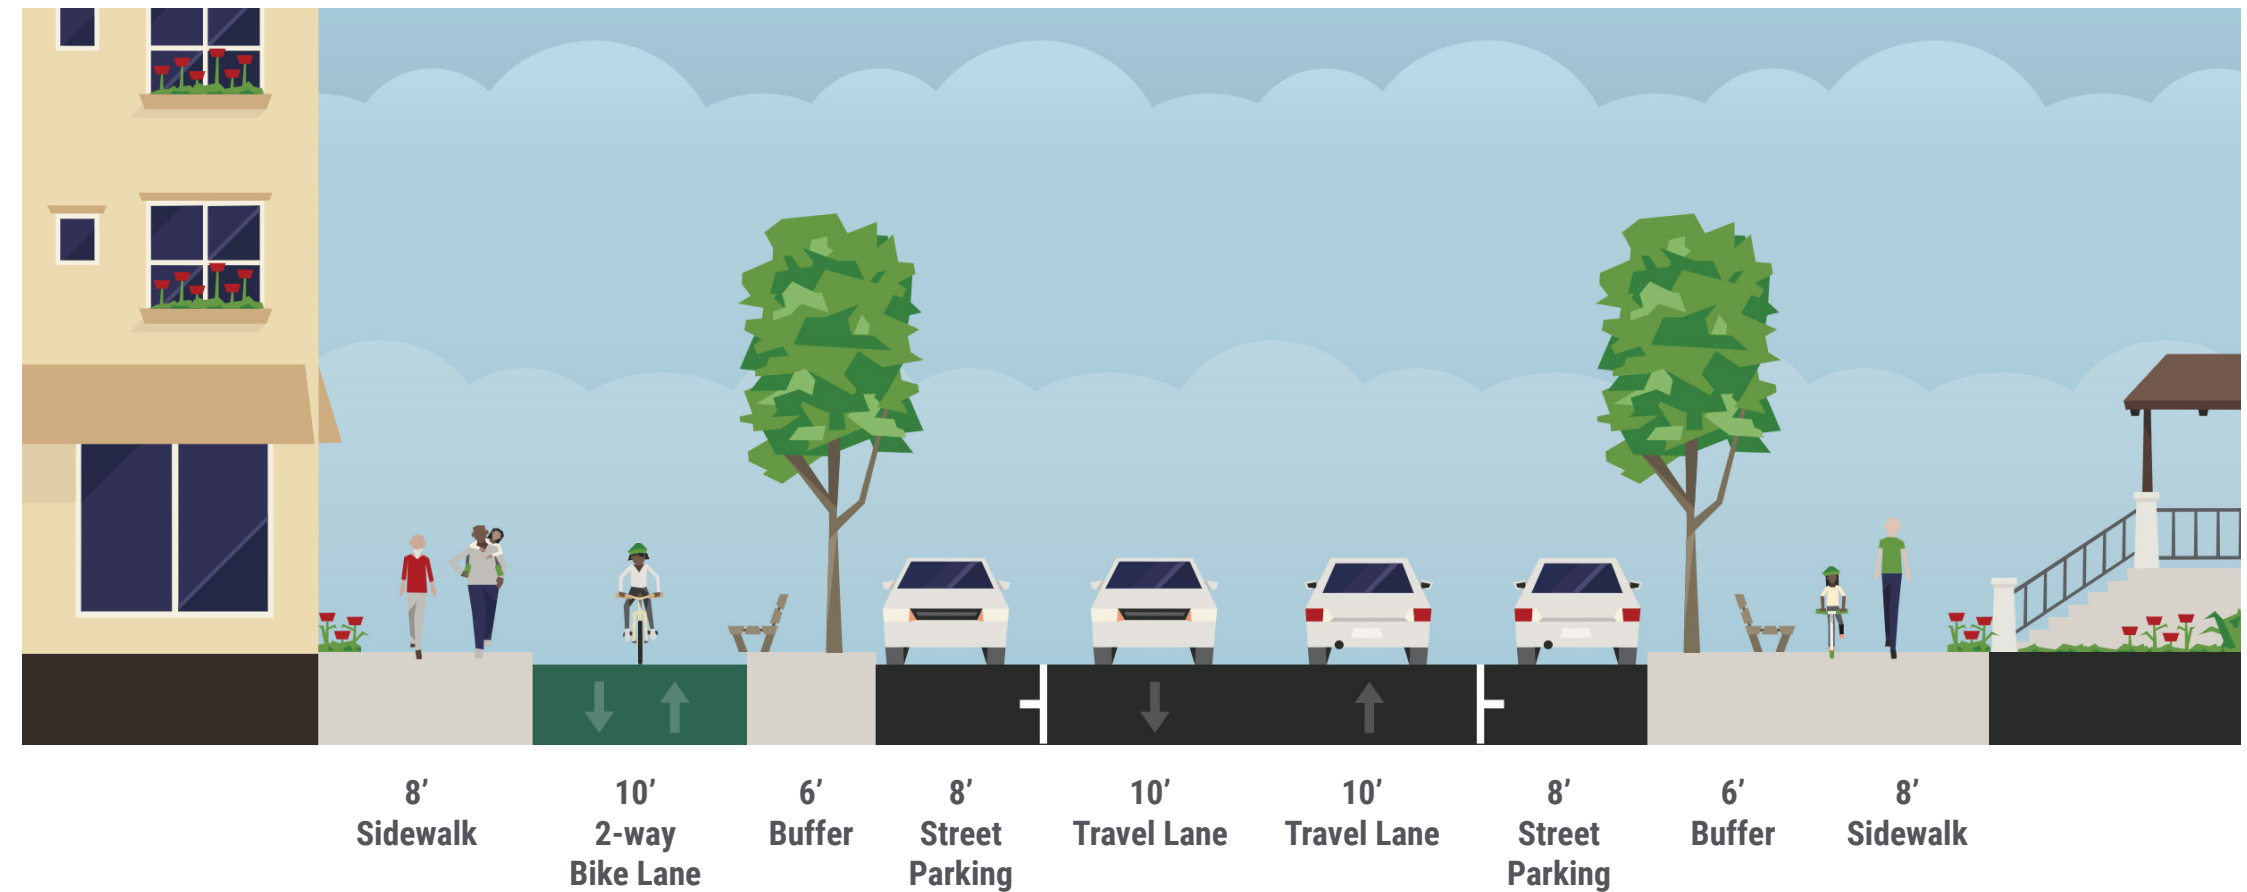 8’
Sidewalk
10’
2-way
Bike Lane
6’
Buffer
8’
Street
Parking
10’
Travel Lane
10’
Travel Lane
8’
Street
Parking
6’
Buffer
8’
Sidewalk